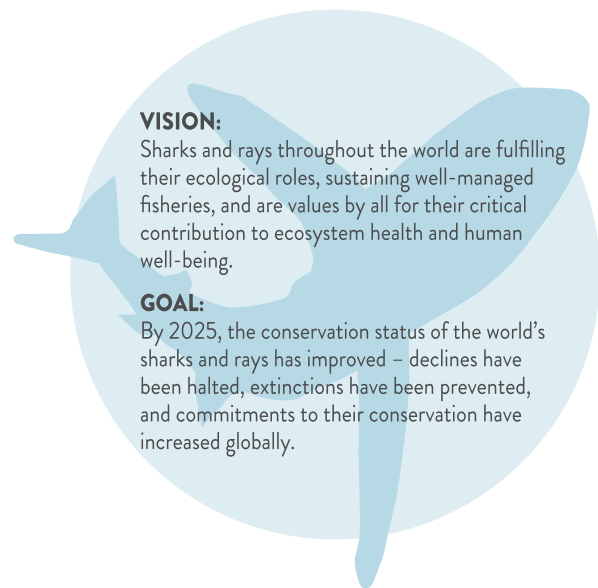 VISION:
Sharks and rays throughout the world are fulfilling
their ecological roles, sustaining well-managed
fisheries, and are values by all for their critical
contribution to ecosystem health and human
well-being.
GOAL:
By 2025, the conservation status of the world’s
sharks and rays has improved – declines have
been halted, extinctions have been prevented,
and commitments to their conservation have
increased globally.